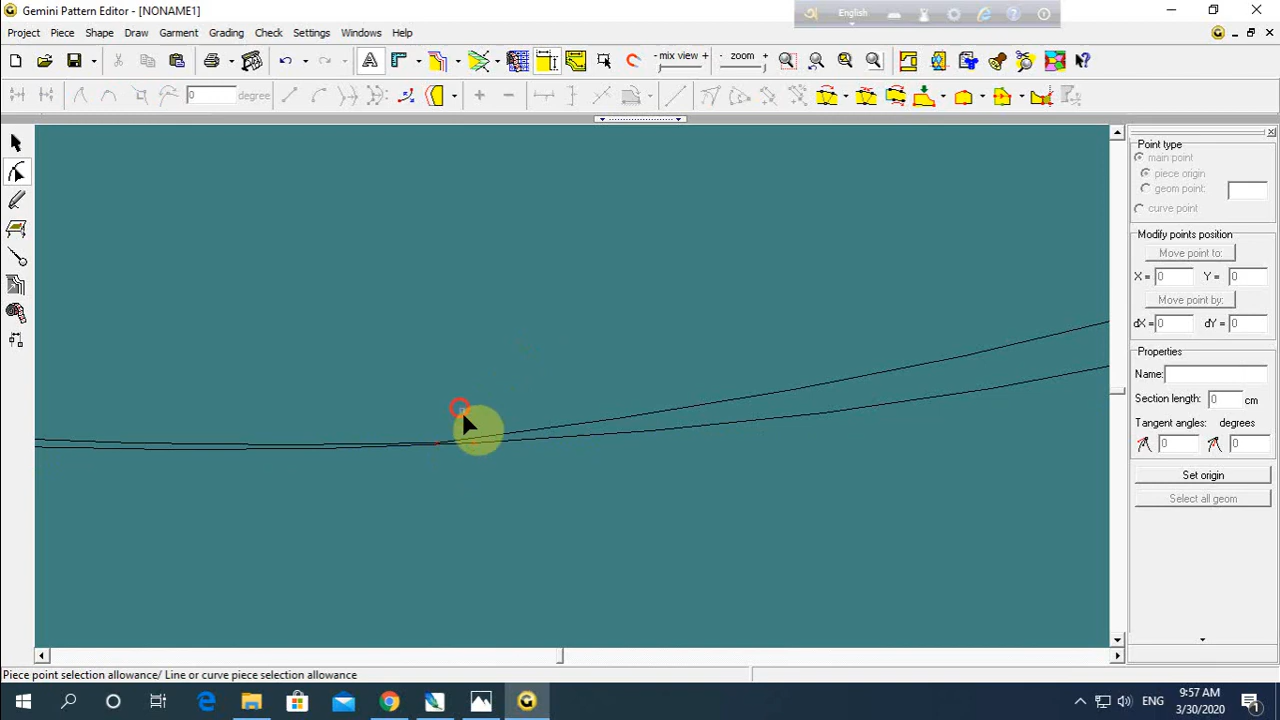 Gemini Pattern Editor - [NONAME1]
English
Project Piece Shape Draw Garment Grading Check Settings Windows Help
- mix view + - zoom +
0 degree
Point type
main point
piece origin
geom point:
curve point
Modify points position
Move point to:
X = 0 Y = 0
Move point by:
dX = 0 dY = 0
Properties
Name:
Section length: 0 cm
Tangent angles: degrees
0 0
Set origin
Select all geom
Piece point selection allowance/ Line or curve piece selection allowance
ENG
9:57 AM
3/30/2020
1